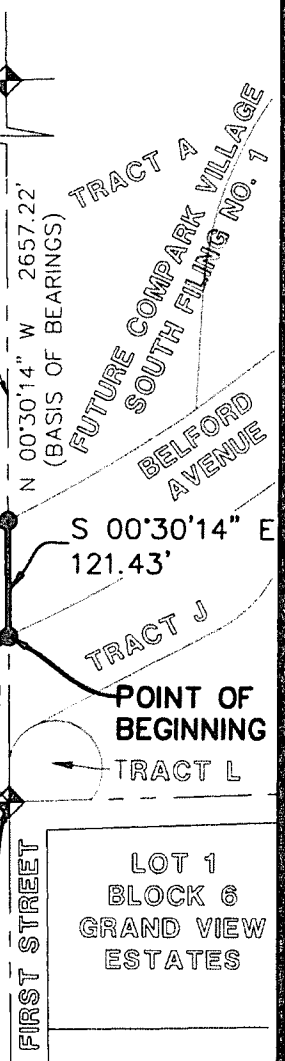 TRACT A
FUTURE COMPARK VILLAGE
SOUTH FILING NO. 1
N 00°30'14" W 2657.22'
(BASIS OF BEARINGS)
BELFORD
AVENUE
S 00°30'14" E
121.43'
TRACT J
POINT OF
BEGINNING
TRACT L
LOT 1
BLOCK 6
GRAND VIEW
ESTATES
FIRST STREET